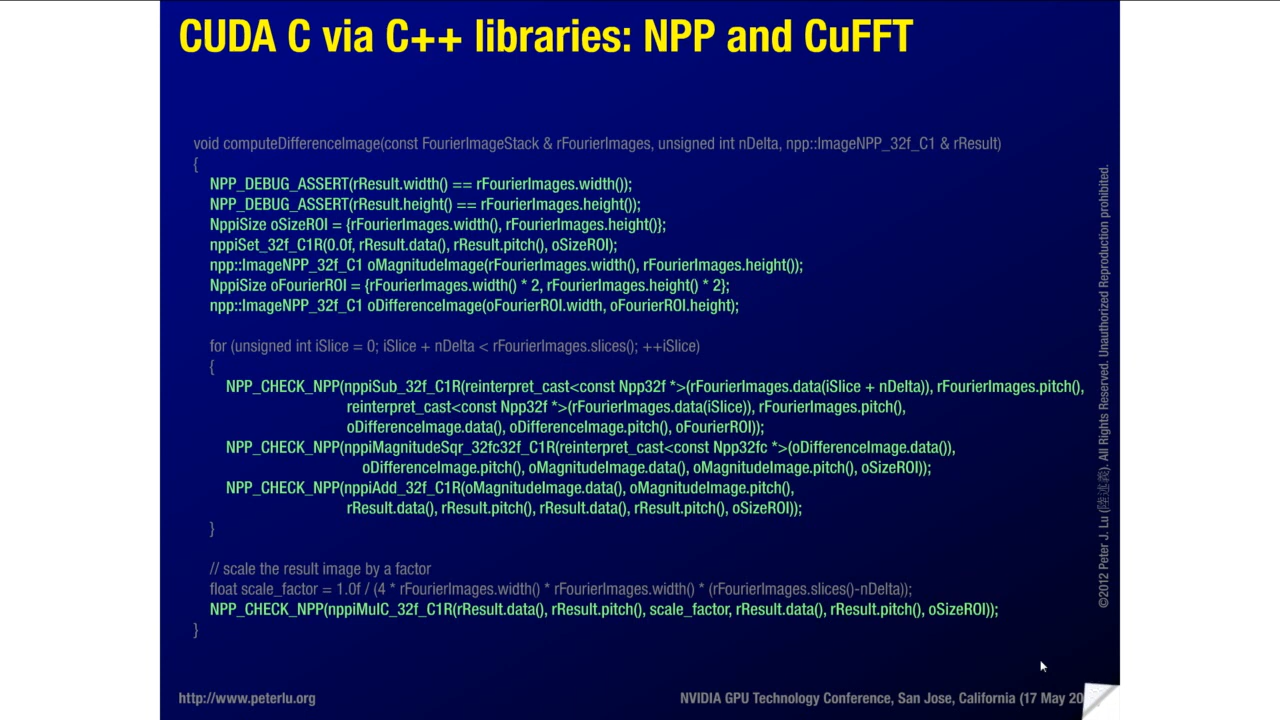 CUDA C via C++ libraries: NPP and CuFFT
void computeDifferenceImage(const FourierImageStack & rFourierImages, unsigned int nDelta, npp::ImageNPP_32f_C1 & rResult)
{
NPP_DEBUG_ASSERT(rResult.width() == rFourierImages.width());
NPP_DEBUG_ASSERT(rResult.height() == rFourierImages.height());
NppiSize oSizeROI = {rFourierImages.width(), rFourierImages.height()};
nppiSet_32f_C1R(0.0f, rResult.data(), rResult.pitch(), oSizeROI);
npp::ImageNPP_32f_C1 oMagnitudeImage(rFourierImages.width(), rFourierImages.height());
NppiSize oFourierROI = {rFourierImages.width() * 2, rFourierImages.height() * 2};
npp::ImageNPP_32f_C1 oDifferenceImage(oFourierROI.width, oFourierROI.height);
for (unsigned int iSlice = 0; iSlice + nDelta < rFourierImages.slices(); ++iSlice)
{
NPP_CHECK_NPP(nppiSub_32f_C1R(reinterpret_cast<const Npp32f *>(rFourierImages.data(iSlice + nDelta)), rFourierImages.pitch(),
reinterpret_cast<const Npp32f *>(rFourierImages.data(iSlice)), rFourierImages.pitch(),
oDifferenceImage.data(), oDifferenceImage.pitch(), oFourierROI));
NPP_CHECK_NPP(nppiMagnitudeSqr_32fc32f_C1R(reinterpret_cast<const Npp32fc *>(oDifferenceImage.data()),
oDifferenceImage.pitch(), oMagnitudeImage.data(), oMagnitudeImage.pitch(), oSizeROI));
NPP_CHECK_NPP(nppiAdd_32f_C1R(oMagnitudeImage.data(), oMagnitudeImage.pitch(),
rResult.data(), rResult.pitch(), rResult.data(), rResult.pitch(), oSizeROI));
}
// scale the result image by a factor
float scale_factor = 1.0f / (4 * rFourierImages.width() * rFourierImages.width() * (rFourierImages.slices()-nDelta));
NPP_CHECK_NPP(nppiMulC_32f_C1R(rResult.data(), rResult.pitch(), scale_factor, rResult.data(), rResult.pitch(), oSizeROI));
}
©2012 Peter J. Lu (陸述義). All Rights Reserved. Unauthorized Reproduction prohibited.
http://www.peterlu.org
NVIDIA GPU Technology Conference, San Jose, California (17 May 20